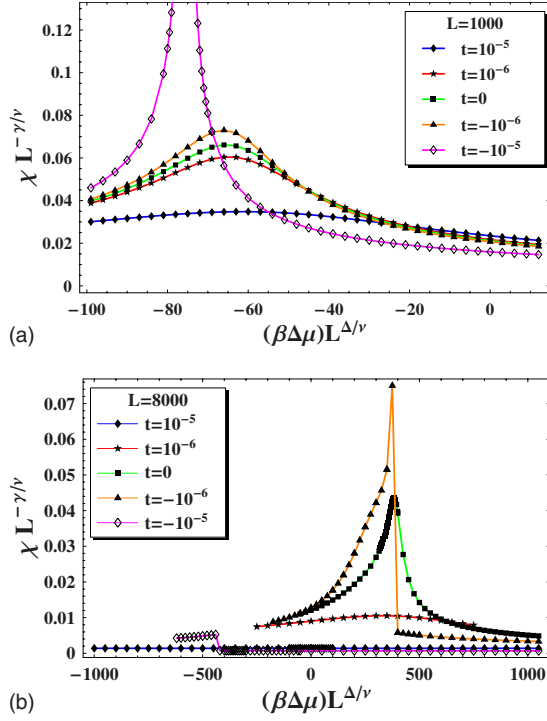 L=1000
t=10⁻⁵
t=10⁻⁶
t=0
t=−10⁻⁶
t=−10⁻⁵
χ L^{−γ/ν}
0.12
0.1
0.08
0.06
0.04
0.02
0
−100 −80 −60 −40 −20 0
(a)
(βΔμ)L^{Δ/ν}
L=8000
t=10⁻⁵
t=10⁻⁶
t=0
t=−10⁻⁶
t=−10⁻⁵
χ L^{−γ/ν}
0.07
0.06
0.05
0.04
0.03
0.02
0.01
0
-1000 -500 0 500 1000
(b)
(βΔμ)L^{Δ/ν}